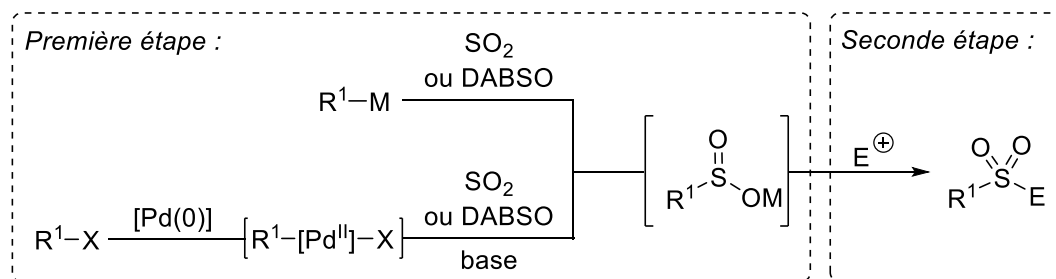 Première étape :
Seconde étape :
SO2
ou DABSO
R1–M
O
R1 S OM
E⊕
O O
R1 S E
SO2
ou DABSO
[Pd(0)]
R1–X
[R1–[PdII]–X]
base